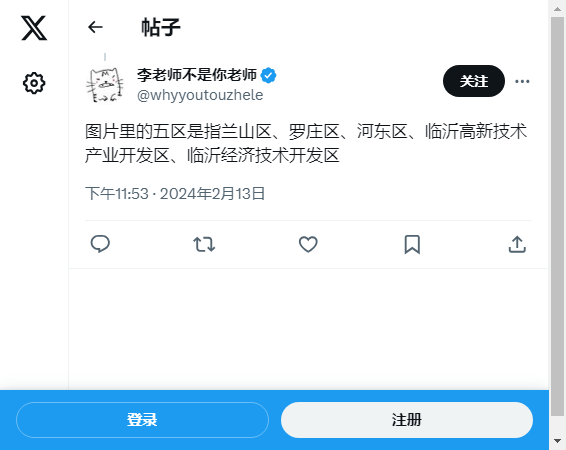 帖子
李老师不是你老师
@whyyoutouzhele
关注
图片里的五区是指兰山区、罗庄区、河东区、临沂高新技术
产业开发区、临沂经济技术开发区
下午11:53 · 2024年2月13日
登录
注册